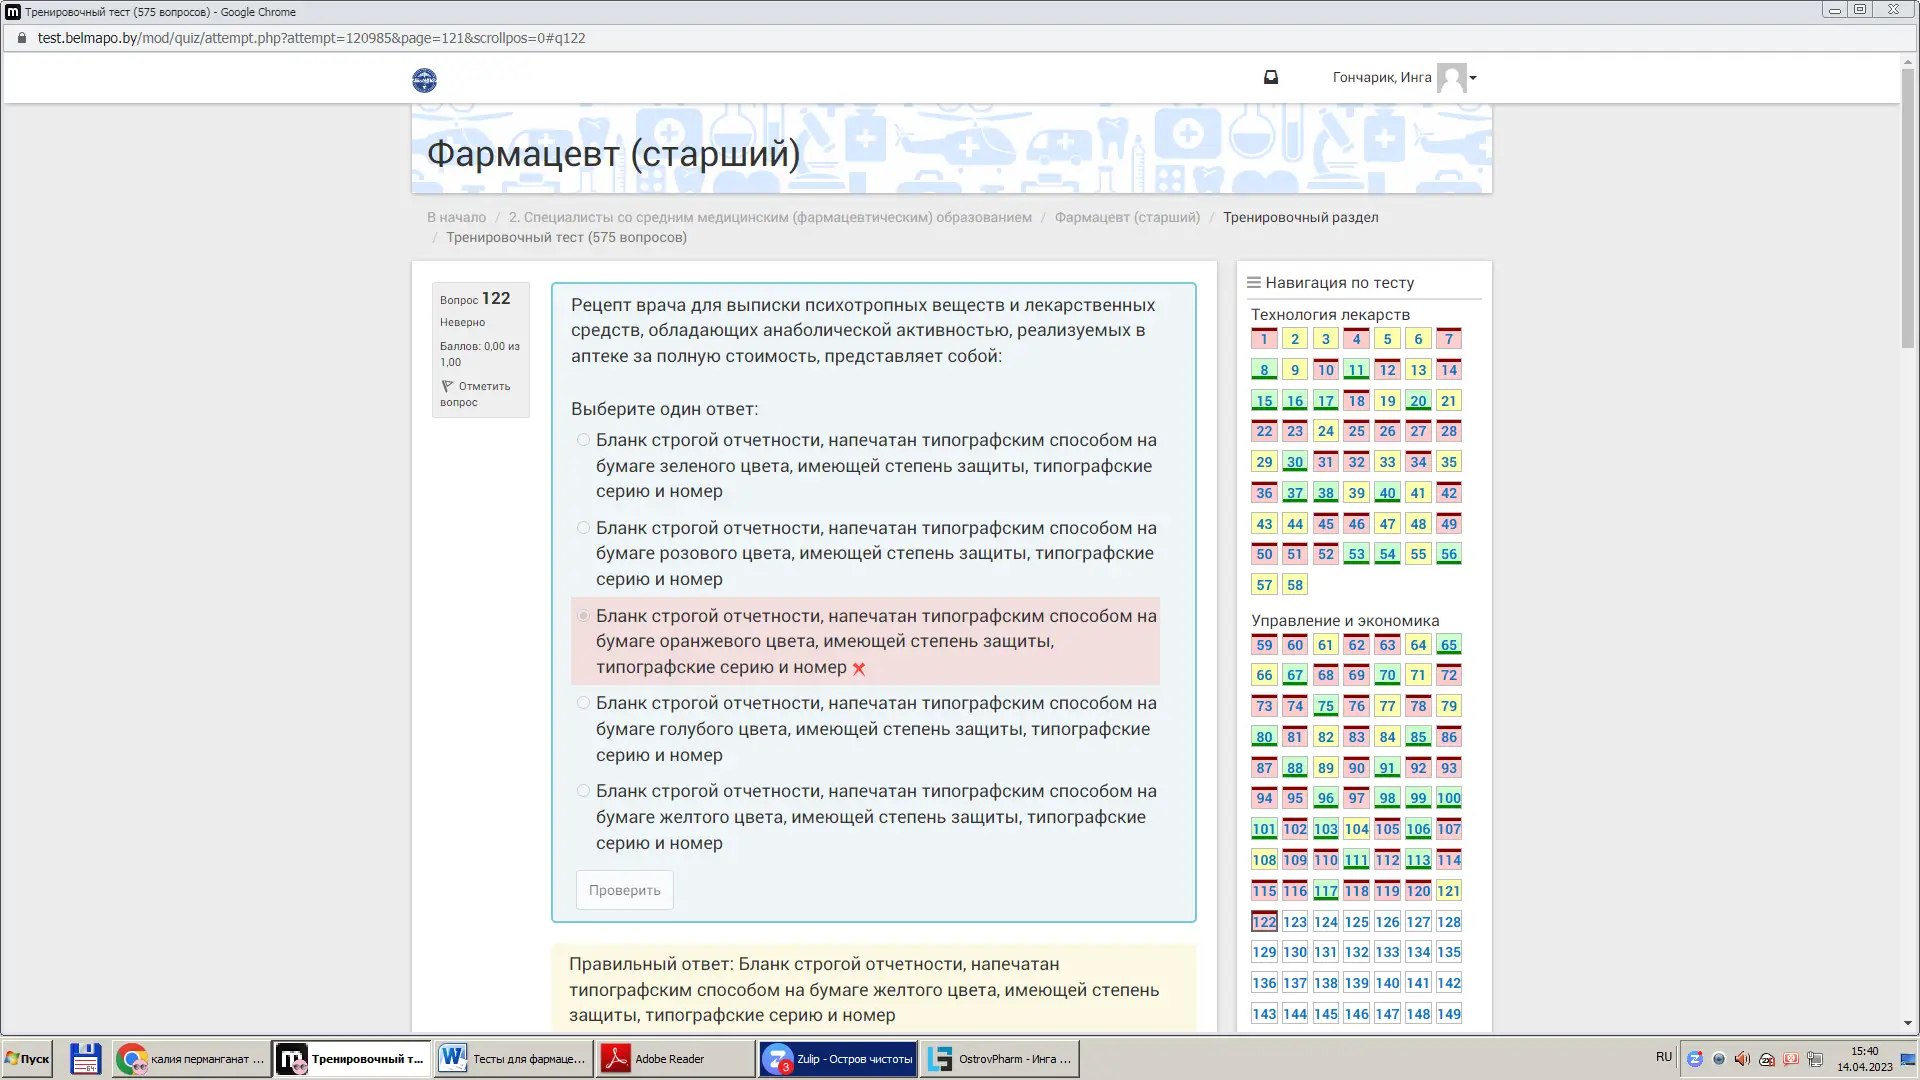 Тренировочный тест (575 вопросов) - Google Chrome
test.belmapo.by/mod/quiz/attempt.php?attempt=120985&page=121&scrollpos=0#q122
Гончарик, Инга
Фармацевт (старший)
В начало / 2. Специалисты со средним медицинским (фармацевтическим) образованием / Фармацевт (старший) / Тренировочный раздел
/ Тренировочный тест (575 вопросов)
Вопрос 122
Неверно
Баллов: 0,00 из
1,00
Отметить
вопрос
Рецепт врача для выписки психотропных веществ и лекарственных
средств, обладающих анаболической активностью, реализуемых в
аптеке за полную стоимость, представляет собой:
Выберите один ответ:
Бланк строгой отчетности, напечатан типографским способом на
бумаге зеленого цвета, имеющей степень защиты, типографские
серию и номер
Бланк строгой отчетности, напечатан типографским способом на
бумаге розового цвета, имеющей степень защиты, типографские
серию и номер
Бланк строгой отчетности, напечатан типографским способом на
бумаге оранжевого цвета, имеющей степень защиты,
типографские серию и номер
Бланк строгой отчетности, напечатан типографским способом на
бумаге голубого цвета, имеющей степень защиты, типографские
серию и номер
Бланк строгой отчетности, напечатан типографским способом на
бумаге желтого цвета, имеющей степень защиты, типографские
серию и номер
Проверить
Правильный ответ: Бланк строгой отчетности, напечатан
типографским способом на бумаге желтого цвета, имеющей степень
защиты, типографские серию и номер
Навигация по тесту
Технология лекарств
1 2 3 4 5 6 7
8 9 10 11 12 13 14
15 16 17 18 19 20 21
22 23 24 25 26 27 28
29 30 31 32 33 34 35
36 37 38 39 40 41 42
43 44 45 46 47 48 49
50 51 52 53 54 55 56
57 58
Управление и экономика
59 60 61 62 63 64 65
66 67 68 69 70 71 72
73 74 75 76 77 78 79
80 81 82 83 84 85 86
87 88 89 90 91 92 93
94 95 96 97 98 99 100
101 102 103 104 105 106 107
108 109 110 111 112 113 114
115 116 117 118 119 120 121
122 123 124 125 126 127 128
129 130 131 132 133 134 135
136 137 138 139 140 141 142
143 144 145 146 147 148 149
Пуск
калия перманганат ...
Тренировочный т...
Тесты для фармаце...
Adobe Reader
3
Zulip - Остров чистоты
OstrovPharm - Инга ...
RU
15:40
14.04.2023